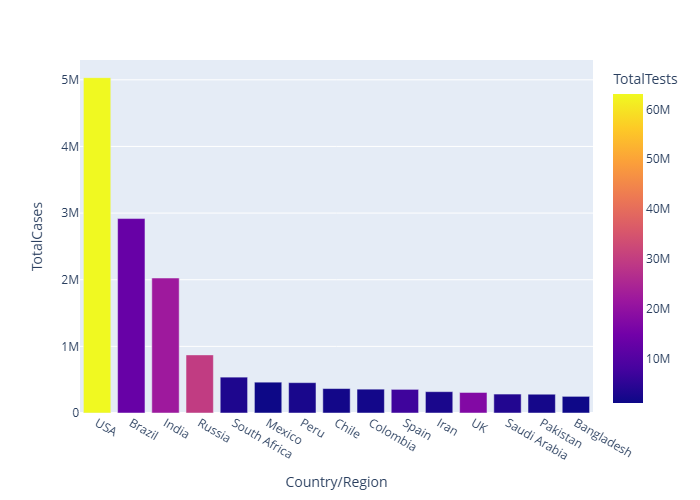 TotalTests
5M
4M
3M
2M
1M
0
TotalCases
60M
50M
40M
30M
20M
10M
USA
Brazil
India
Russia
South Africa
Mexico
Peru
Chile
Colombia
Spain
Iran
UK
Saudi Arabia
Pakistan
Bangladesh
Country/Region